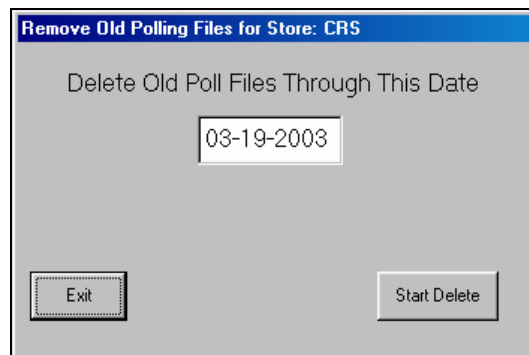 Remove Old Polling Files for Store: CRS
Delete Old Poll Files Through This Date
03-19-2003
Exit
Start Delete